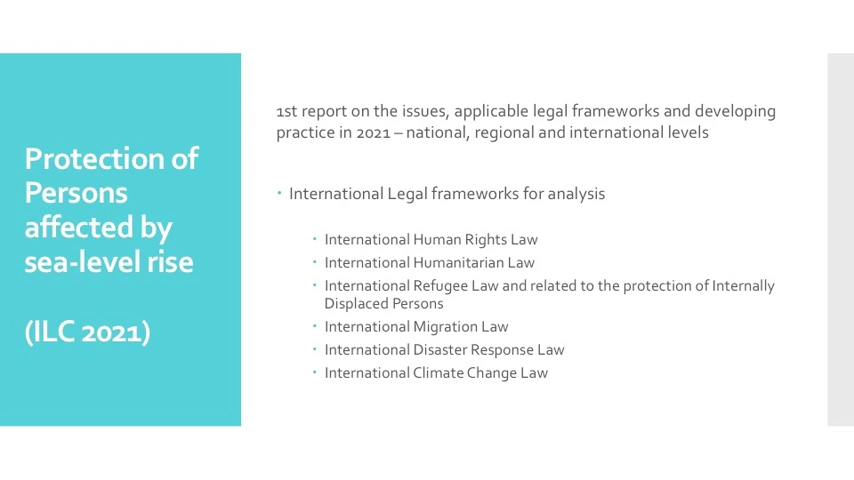 Protection of
Persons
affected by
sea-level rise
(ILC 2021)
1st report on the issues, applicable legal frameworks and developing
practice in 2021 – national, regional and international levels
• International Legal frameworks for analysis
• International Human Rights Law
• International Humanitarian Law
• International Refugee Law and related to the protection of Internally
Displaced Persons
• International Migration Law
• International Disaster Response Law
• International Climate Change Law